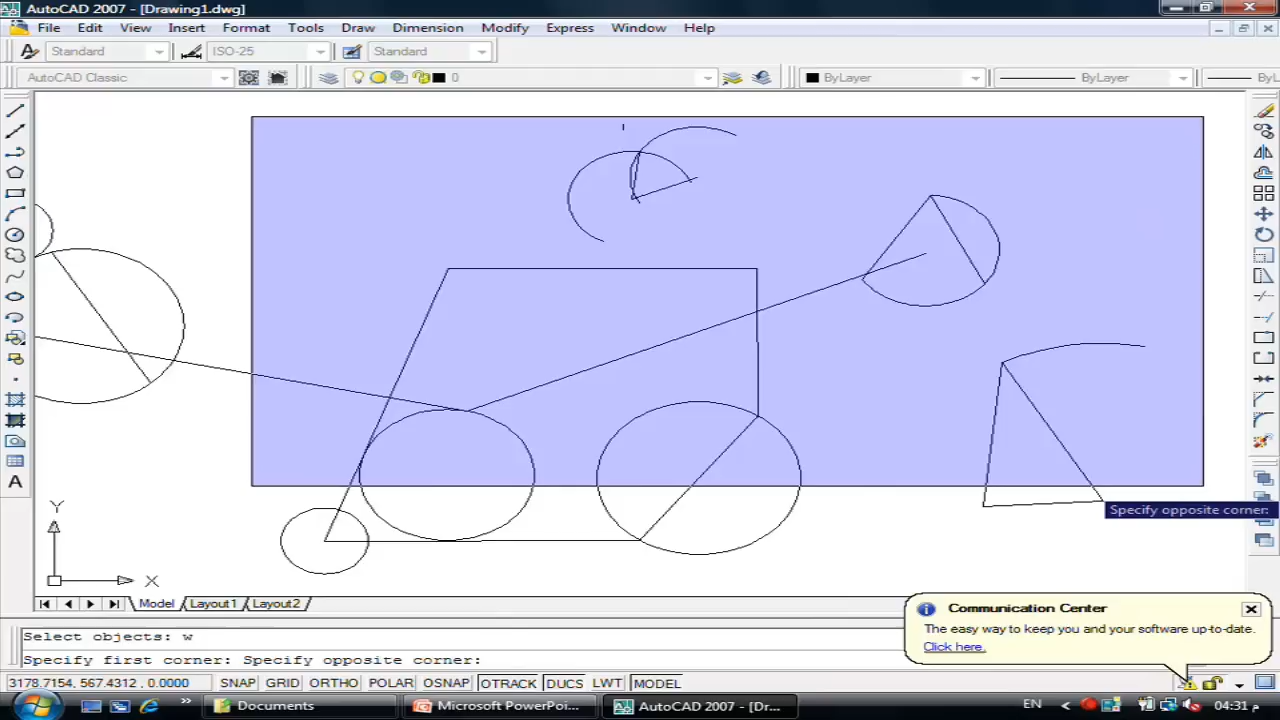 AutoCAD 2007 - [Drawing1.dwg]
File Edit View Insert Format Tools Draw Dimension Modify Express Window Help
Standard ISO-25 Standard
AutoCAD Classic 0 ByLayer ByLayer ByL
Specify opposite corner:
Y
X
A
Model Layout1 Layout2
Communication Center
The easy way to keep you and your software up-to-date.
Click here.
Select objects: w
Specify first corner: Specify opposite corner:
3178.7154, 567.4312, 0.0000 SNAP GRID ORTHO POLAR OSNAP OTRACK DUCS LWT MODEL
Documents Microsoft PowerPoi... AutoCAD 2007 - [Dr... EN 04:31 م